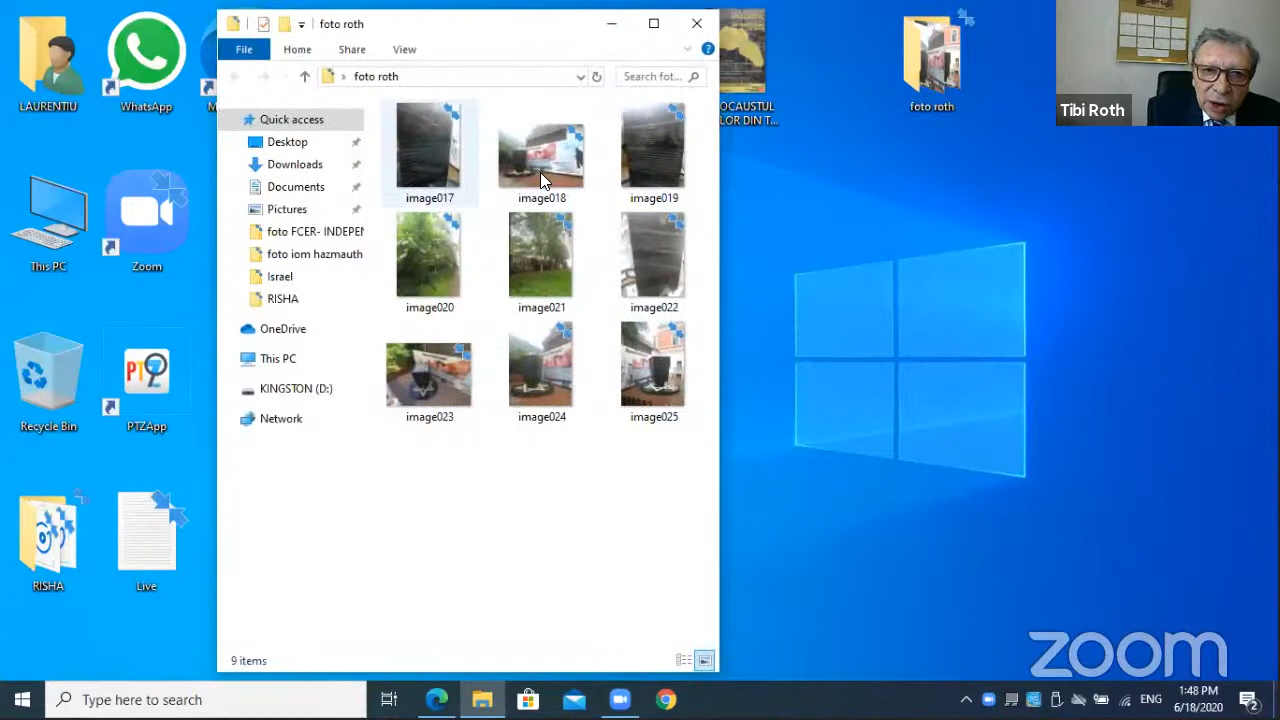 foto roth
File
Home
Share
View
foto roth
Search fot...
Quick access
Desktop
Downloads
Documents
Pictures
foto FCER- INDEPEN
foto iom hazmauth
Israel
RISHA
OneDrive
This PC
KINGSTON (D:)
Network
image017
image018
image019
image020
image021
image022
image023
image024
image025
9 items
LAURENTIU
WhatsApp
M
This PC
Zoom
Recycle Bin
PTZ
PTZApp
RISHA
Live
OCAUSTUL
LOR DIN T...
foto roth
Tibi Roth
zoom
Type here to search
ENG
1:48 PM
6/18/2020
2